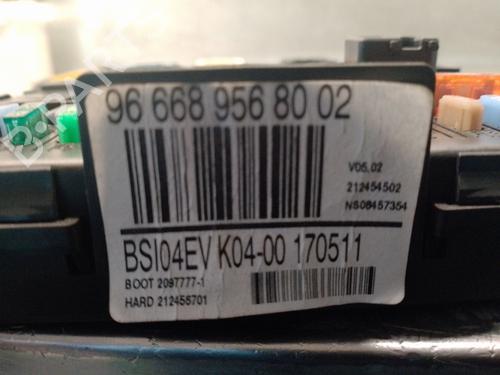 96 668 956 80 02
V05.02
212454502
NS08457354
BSI04EV K04-00 170511
BOOT 2097777-1
HARD 212456701